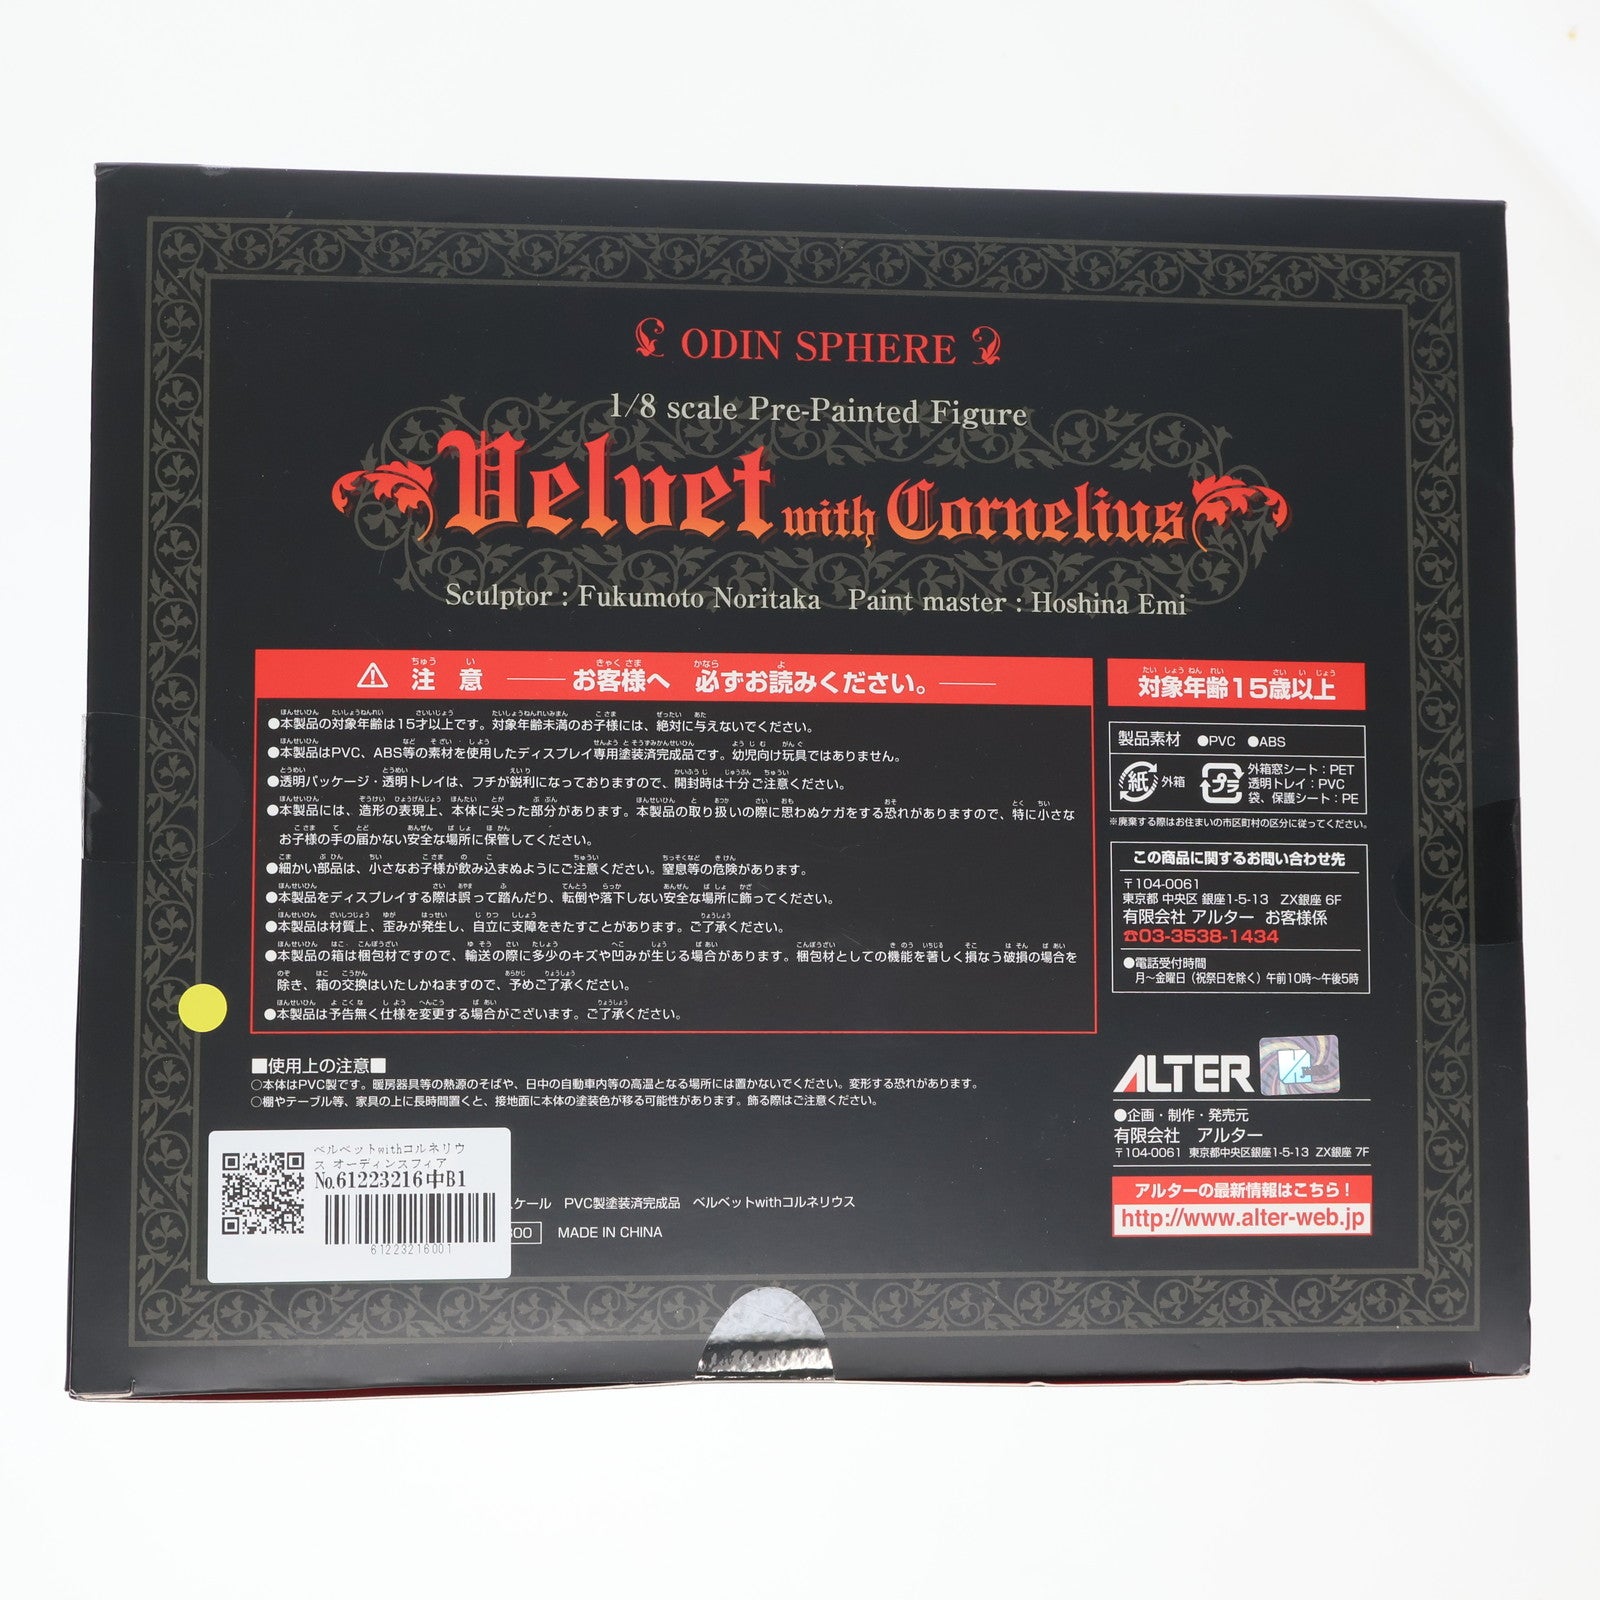 ODIN SPHERE
1/8 scale Pre-Painted Figure
Velvet with Cornelius
Sculptor : Fukumoto Noritaka Paint master : Hoshina Emi
注意 お客様へ 必ずお読みください。
●本製品の対象年齢は15才以上です。対象年齢未満のお子様には、絶対に与えないでください。
●本製品はPVC、ABS等の素材を使用したディスプレイ専用塗装済完成品です。幼児向け玩具ではありません。
●透明パッケージ・透明トレイは、フチが鋭利になっておりますので、開封時は十分ご注意ください。
●本製品には、造形の表現上、本体に尖った部分があります。本製品の取り扱いの際に思わぬケガをする恐れがありますので、特に小さな
お子様の手の届かない安全な場所に保管してください。
●細かい部品は、小さなお子様が飲み込まぬようにご注意ください。窒息等の危険があります。
●本製品をディスプレイする際は誤って踏んだり、転倒や落下しない安全な場所に飾ってください。
●本製品は材質上、歪みが発生し、自立に支障をきたすことがあります。ご了承ください。
●本製品の箱は梱包材ですので、輸送の際に多少のキズや凹みが生じる場合があります。梱包材としての機能を著しく損なう破損の場合を
除き、箱の交換はいたしかねますので、予めご了承ください。
●本製品は予告無く仕様を変更する場合がございます。ご了承ください。
対象年齢15歳以上
製品素材 ●PVC ●ABS
紙 外箱
プラ 外箱窓シート：PET
透明トレイ：PVC
袋、保護シート：PE
※廃棄する際はお住まいの市区町村の区分に従ってください。
この商品に関するお問い合わせ先
〒104-0061
東京都 中央区 銀座1-5-13 ZX銀座 6F
有限会社 アルター お客様係
☎03-3538-1434
●電話受付時間
月～金曜日（祝祭日を除く）午前10時～午後5時
■使用上の注意■
○本体はPVC製です。暖房器具等の熱源のそばや、日中の自動車内等の高温となる場所には置かないでください。変形する恐れがあります。
○棚やテーブル等、家具の上に長時間置くと、接地面に本体の塗装色が移る可能性があります。飾る際はご注意ください。
ALTER
●企画・制作・発売元
有限会社 アルター
〒104-0061 東京都中央区銀座1-5-13 ZX銀座 7F
アルターの最新情報はこちら！
http://www.alter-web.jp
ベルベットwithコルネリウ
ス オーディンスフィア
No.61223216中B1
61223216001
スケール PVC製塗装済完成品 ベルベットwithコルネリウス
800 MADE IN CHINA